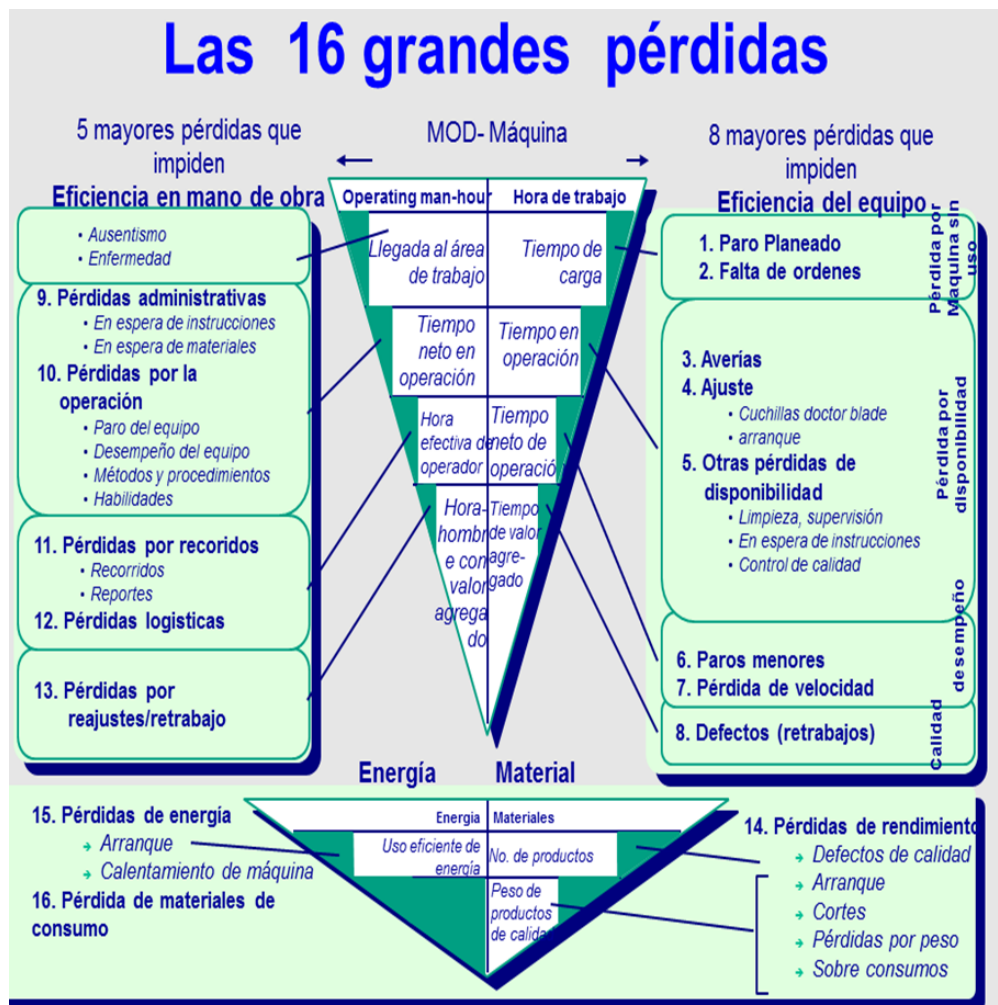 Las 16 grandes pérdidas
5 mayores pérdidas que
impiden
Eficiencia en mano de obra
MOD- Máquina
8 mayores pérdidas que
impiden
Eficiencia del equipo
• Ausentismo
• Enfermedad
9. Pérdidas administrativas
• En espera de instrucciones
• En espera de materiales
10. Pérdidas por la
operación
• Paro del equipo
• Desempeño del equipo
• Métodos y procedimientos
• Habilidades
11. Pérdidas por recoridos
• Recorridos
• Reportes
12. Pérdidas logisticas
13. Pérdidas por
reajustes/retrabajo
Operating man-hour
Hora de trabajo
Llegada al área
de trabajo
Tiempo de
carga
Tiempo
neto en
operación
Tiempo en
operación
Hora
efectiva de
operador
Tiempo
neto de
operació
Hora-
hombr
e con
valor
agrega
do
Tiempo
de valor
agre-
gado
1. Paro Planeado
2. Falta de ordenes
Pérdida por
Maquina sin
uso
3. Averías
4. Ajuste
• Cuchillas doctor blade
• arranque
5. Otras pérdidas de
disponibilidad
• Limpieza, supervisión
• En espera de instrucciones
• Control de calidad
Pérdida por
disponibilidad
6. Paros menores
7. Pérdida de velocidad
desempeño
8. Defectos (retrabajos)
Calidad
Energía
Material
15. Pérdidas de energía
Arranque
Calentamiento de máquina
16. Pérdida de materiales de
consumo
Energia
Materiales
Uso eficiente de
energía
No. de productos
Peso de
productos
de calidad
14. Pérdidas de rendimiento
Defectos de calidad
Arranque
Cortes
Pérdidas por peso
Sobre consumos